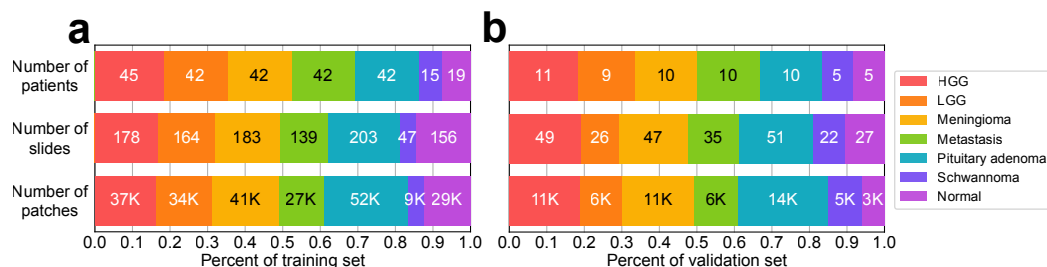 a
Number of patients
45 42 42 42 42 15 19
Number of slides
178 164 183 139 203 47 156
Number of patches
37K 34K 41K 27K 52K 9K 29K
0.0 0.1 0.2 0.3 0.4 0.5 0.6 0.7 0.8 0.9 1.0
Percent of training set
b
11 9 10 10 10 5 5
49 26 47 35 51 22 27
11K 6K 11K 6K 14K 5K 3K
0.0 0.1 0.2 0.3 0.4 0.5 0.6 0.7 0.8 0.9 1.0
Percent of validation set
HGG
LGG
Meningioma
Metastasis
Pituitary adenoma
Schwannoma
Normal